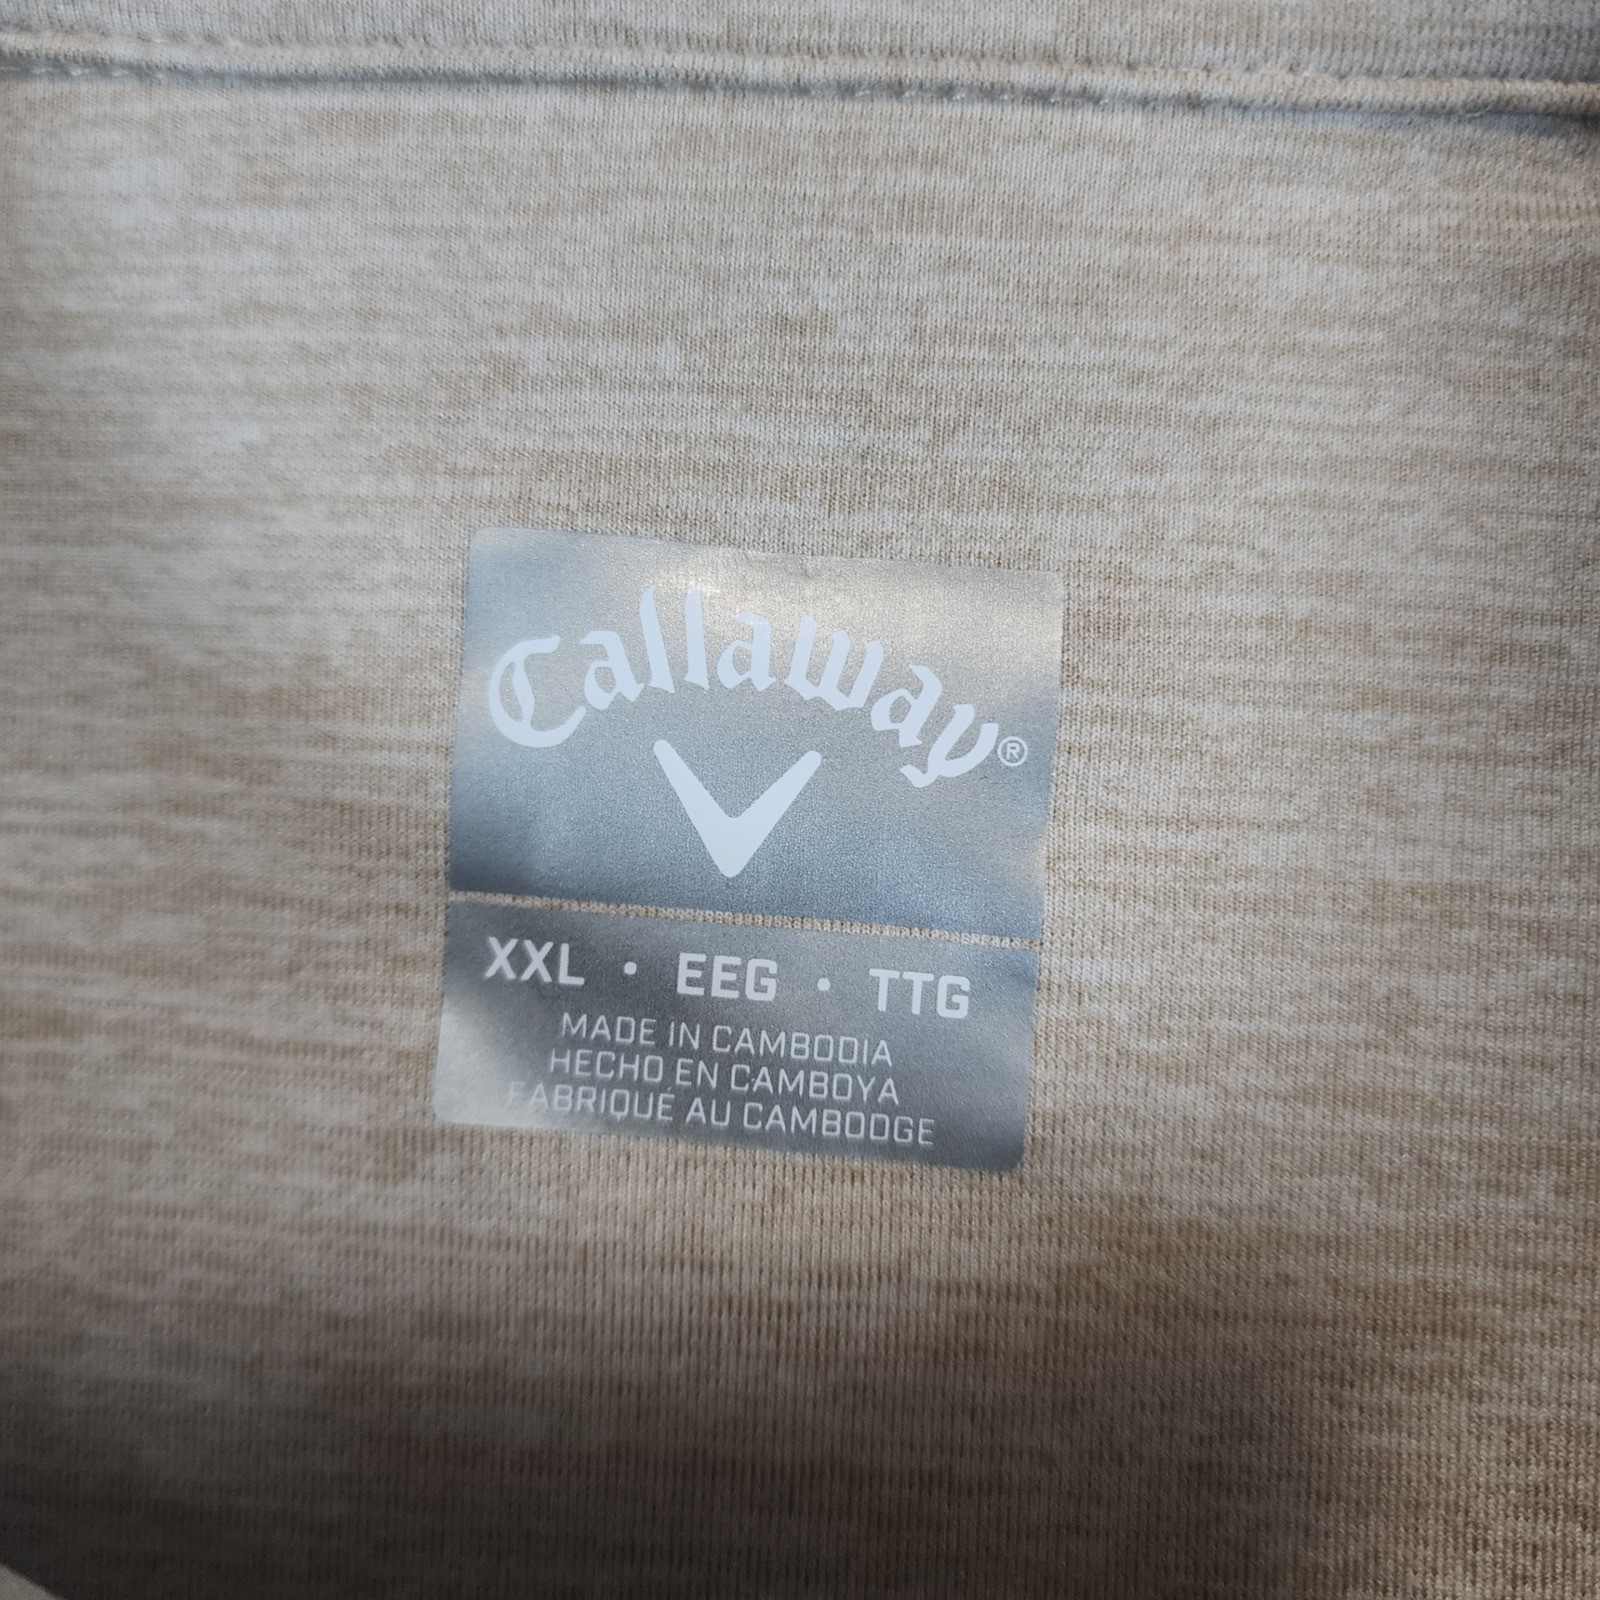 Callaway®
XXL · EEG · TTG
MADE IN CAMBODIA
HECHO EN CAMBOYA
FABRIQUÉ AU CAMBODGE